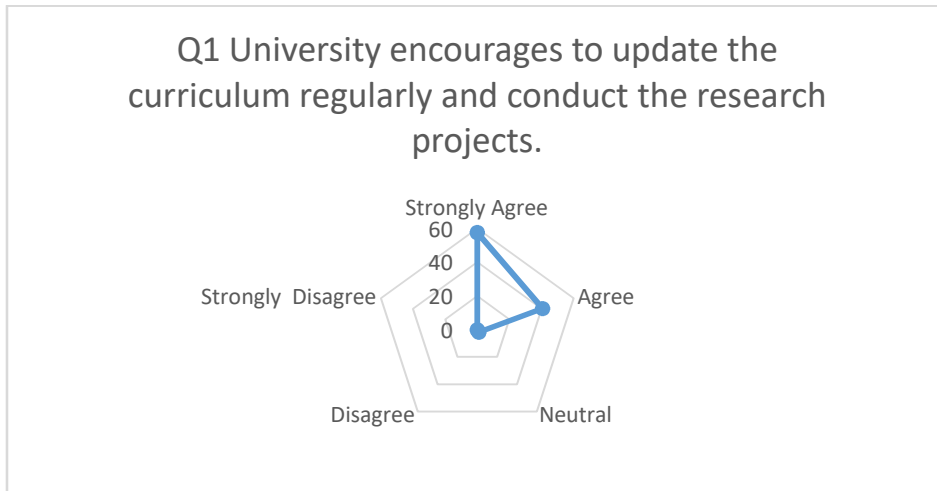 Q1 University encourages to update the
curriculum regularly and conduct the research
projects.
Strongly Agree
60
40
20
0
Agree
Neutral
Disagree
Strongly  Disagree